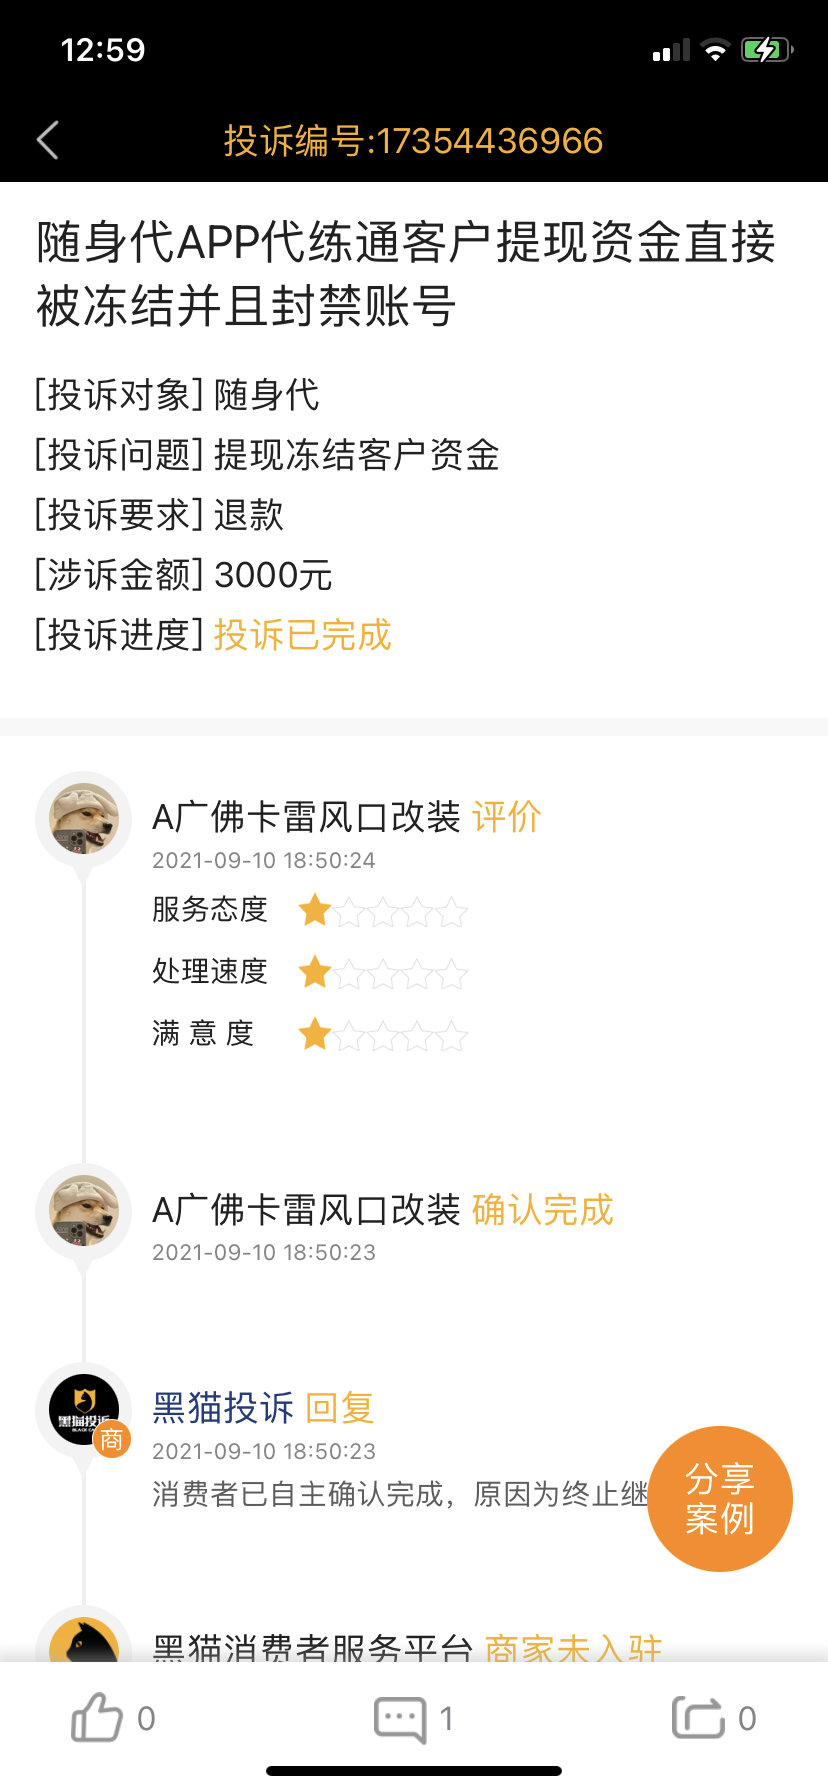 12:59
投诉编号:17354436966
随身代APP代练通客户提现资金直接
被冻结并且封禁账号
[投诉对象] 随身代
[投诉问题] 提现冻结客户资金
[投诉要求] 退款
[涉诉金额] 3000元
[投诉进度] 投诉已完成
A广佛卡雷风口改装 评价
2021-09-10 18:50:24
服务态度
处理速度
满意度
A广佛卡雷风口改装 确认完成
2021-09-10 18:50:23
黑猫投诉
商
黑猫投诉 回复
2021-09-10 18:50:23
消费者已自主确认完成，原因为终止继
分享
案例
黑猫消费者服务平台 商家未入驻
0
1
0